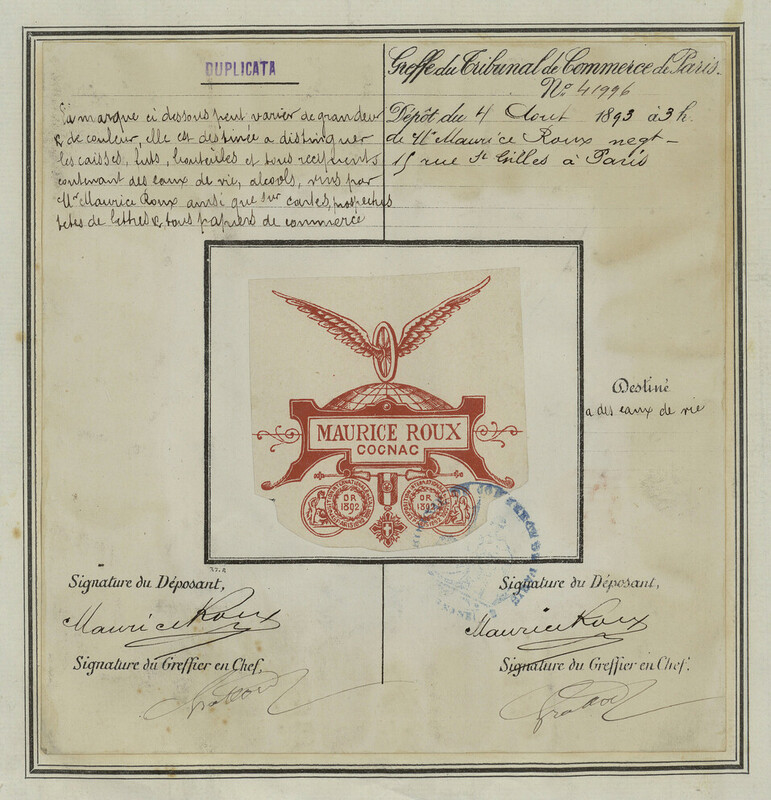 DUPLICATA
La marque ci dessous peut varier de grandeur
& de couleur, elle est destinée a distinguer
les caisses, futs, bouteilles et tous recipients
contenant des eaux de vie, alcools, vins par
Mr Maurice Roux ainsi que sur cartes, prospectus
têtes de lettres & tous papiers de commerce
Greffe du Tribunal de Commerce de Paris.
No. 41996
Dépôt du 4 Aout 1893 à 3 h.
de Mr Maurice Roux negt
15 rue St Gilles à Paris
MAURICE ROUX
COGNAC
OR
1892
OR
1892
Destiné
a des eaux de vie
Signature du Déposant,
Maurice Roux
Signature du Greffier en Chef,
Signature du Déposant,
Maurice Roux
Signature du Greffier en Chef.